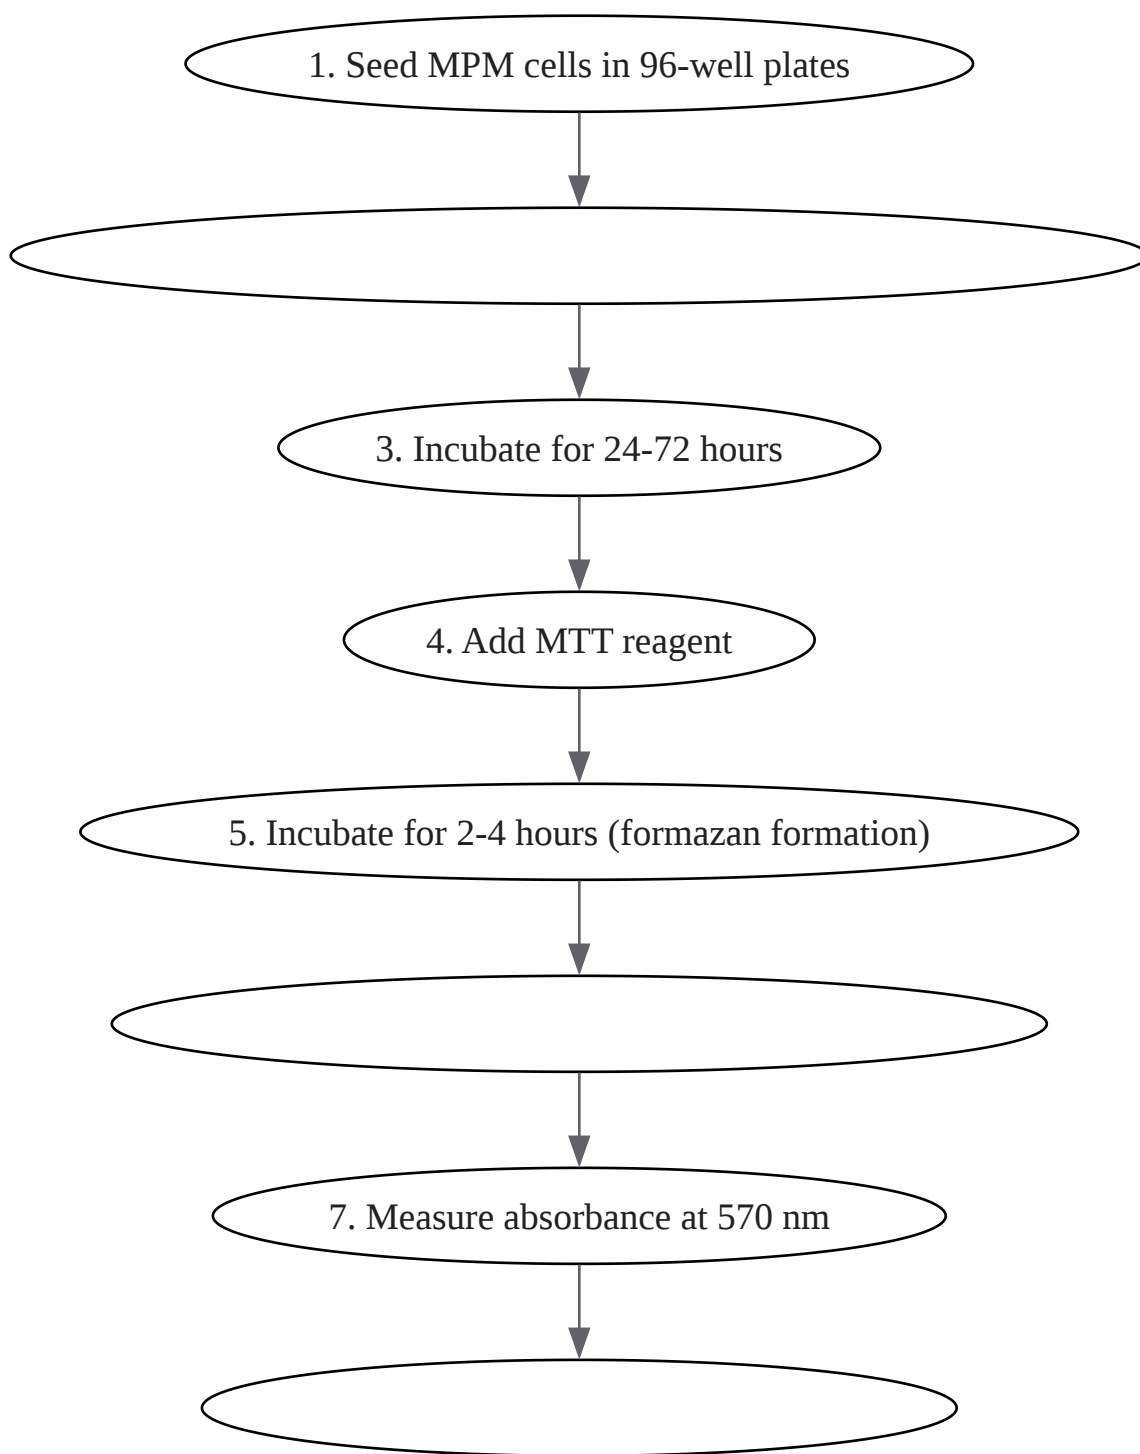 1. Seed MPM cells in 96-well plates
3. Incubate for 24-72 hours
4. Add MTT reagent
5. Incubate for 2-4 hours (formazan formation)
7. Measure absorbance at 570 nm